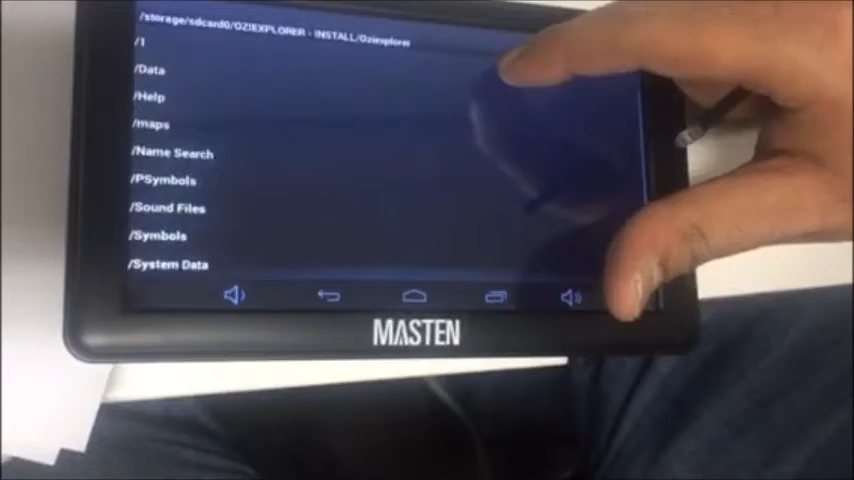 /storage/sdcard0/OZIEXPLORER - INSTALL/Oziexplorer
/1
/Data
/Help
/maps
/Name Search
/PSymbols
/Sound Files
/Symbols
/System Data
MASTEN